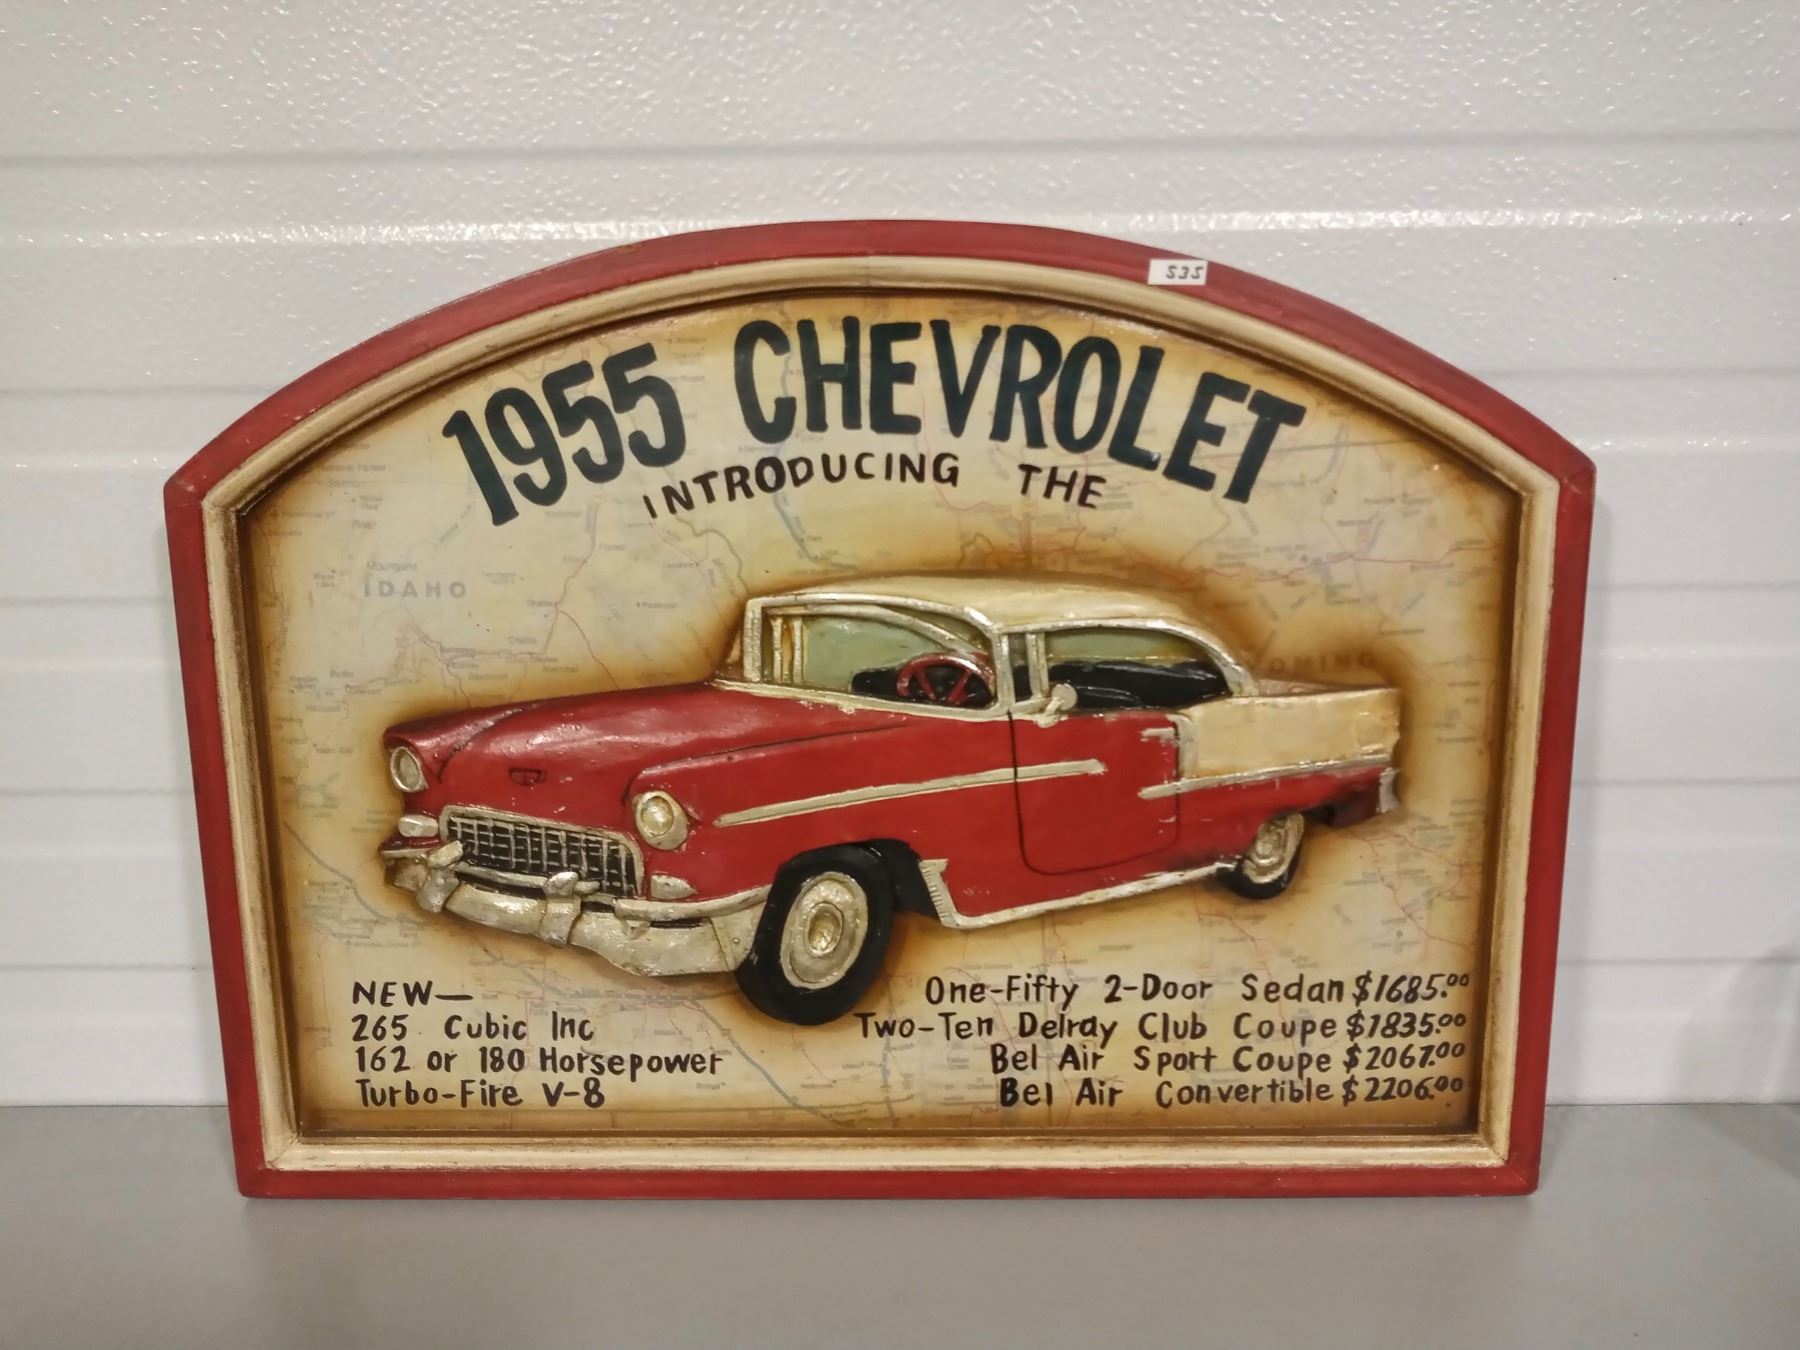 1955 CHEVROLET
INTRODUCING THE
IDAHO
OMING
NEW—
265 Cubic Inc
162 or 180 Horsepower
Turbo-Fire V-8
One-Fifty 2-Door Sedan $1685.00
Two-Ten Delray Club Coupe $1835.00
Bel Air Sport Coupe $2067.00
Bel Air Convertible $2206.00